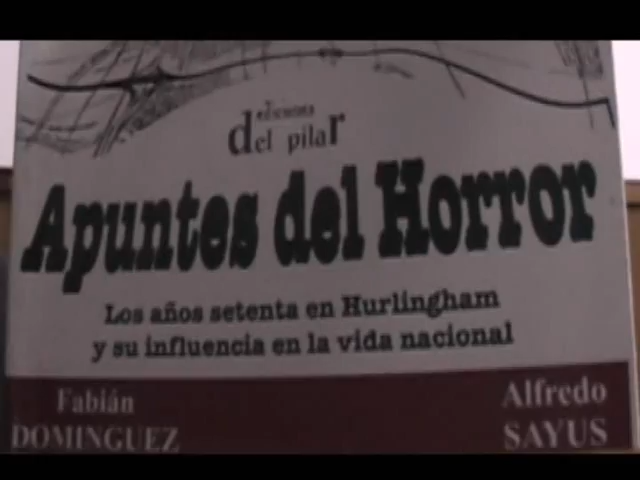 ediciones
del pilar
Apuntes del Horror
Los años setenta en Hurlingham
y su influencia en la vida nacional
Fabián
DOMINGUEZ
Alfredo
SAYUS